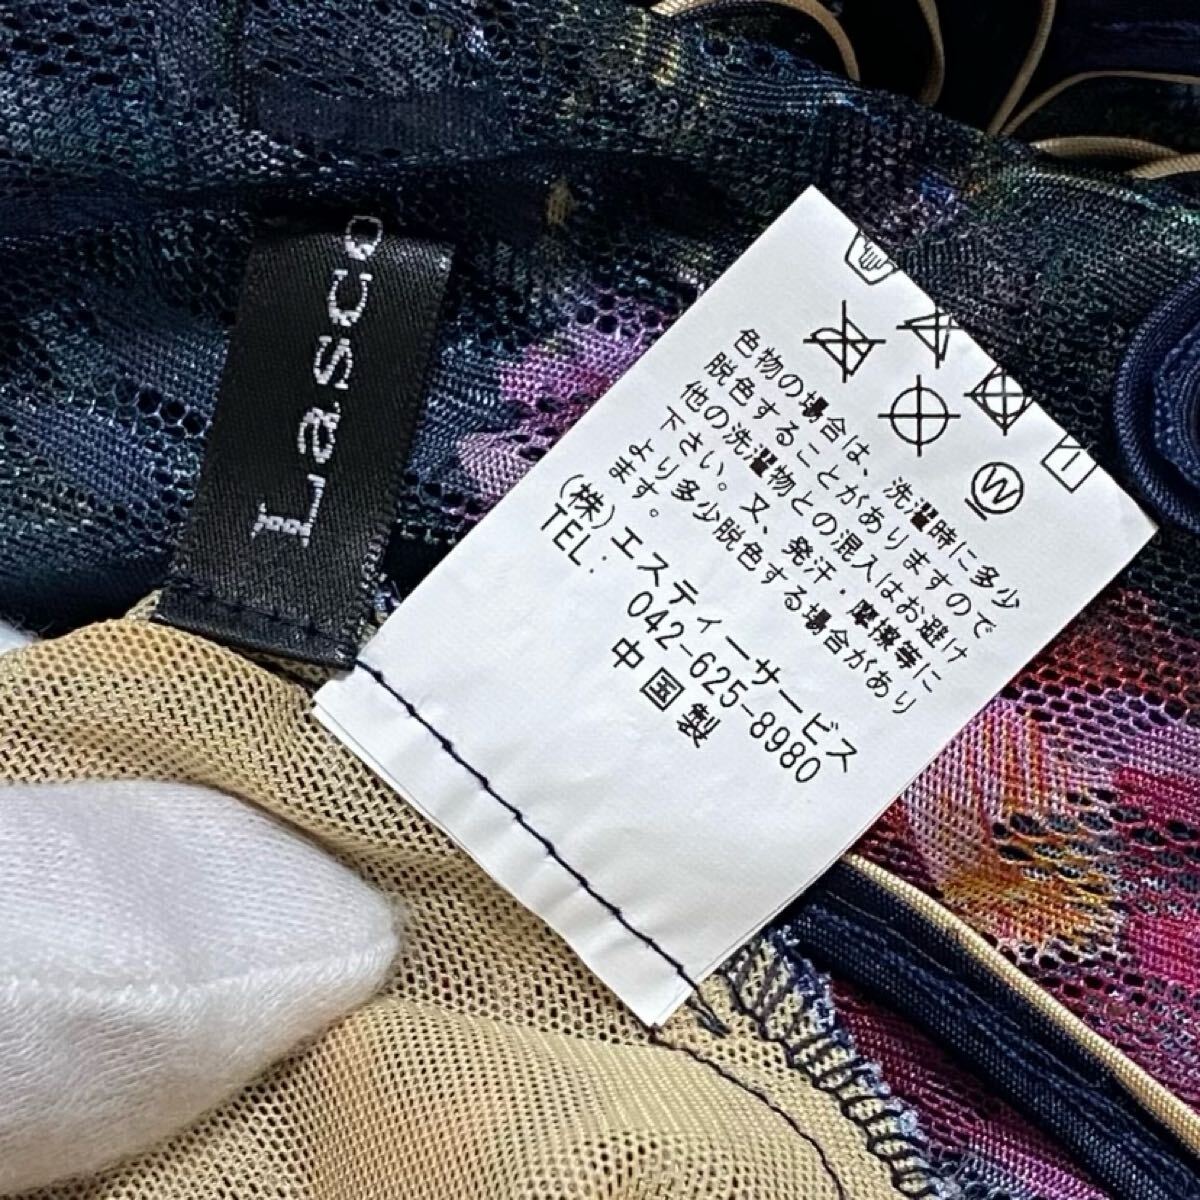 Lasco
W
色物の場合は、洗濯時に多少
脱色することがありますので
他の洗濯物との混入はお避け
下さい。又、発汗・摩擦等に
より多少脱色する場合があり
ます。
(株)エスティーサービス
TEL. 042-625-8980
中国製